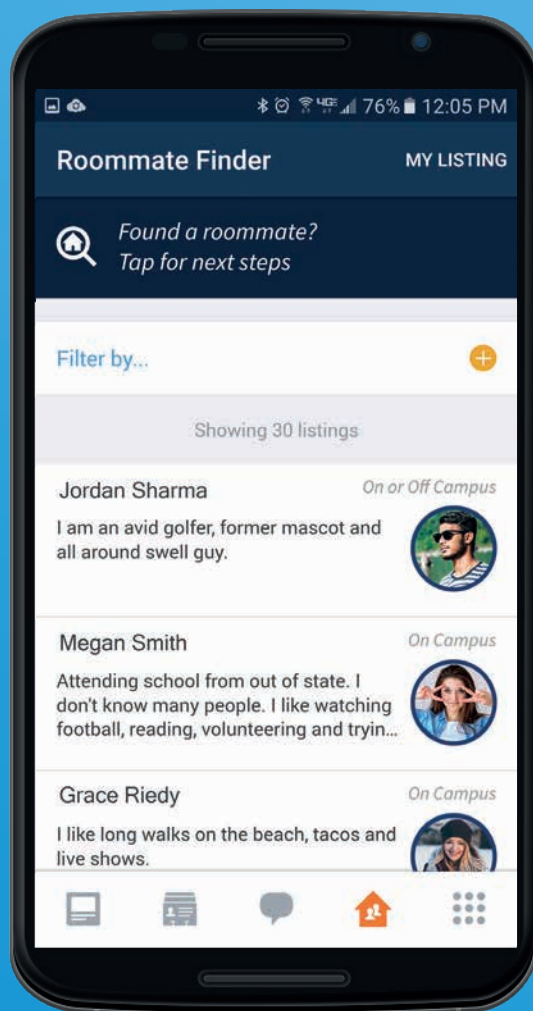 4GE 76% 12:05 PM
Roommate Finder MY LISTING
Found a roommate?
Tap for next steps
Filter by...
Showing 30 listings
Jordan Sharma On or Off Campus
I am an avid golfer, former mascot and
all around swell guy.
Megan Smith On Campus
Attending school from out of state. I
don't know many people. I like watching
football, reading, volunteering and tryin...
Grace Riedy On Campus
I like long walks on the beach, tacos and
live shows.